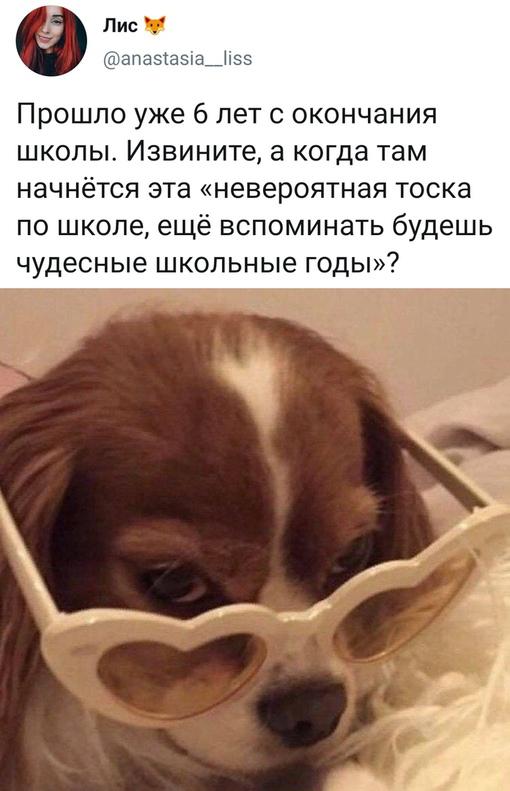 Лис 🦊
@anastasia__liss
Прошло уже 6 лет с окончания
школы. Извините, а когда там
начнётся эта «невероятная тоска
по школе, ещё вспоминать будешь
чудесные школьные годы»?